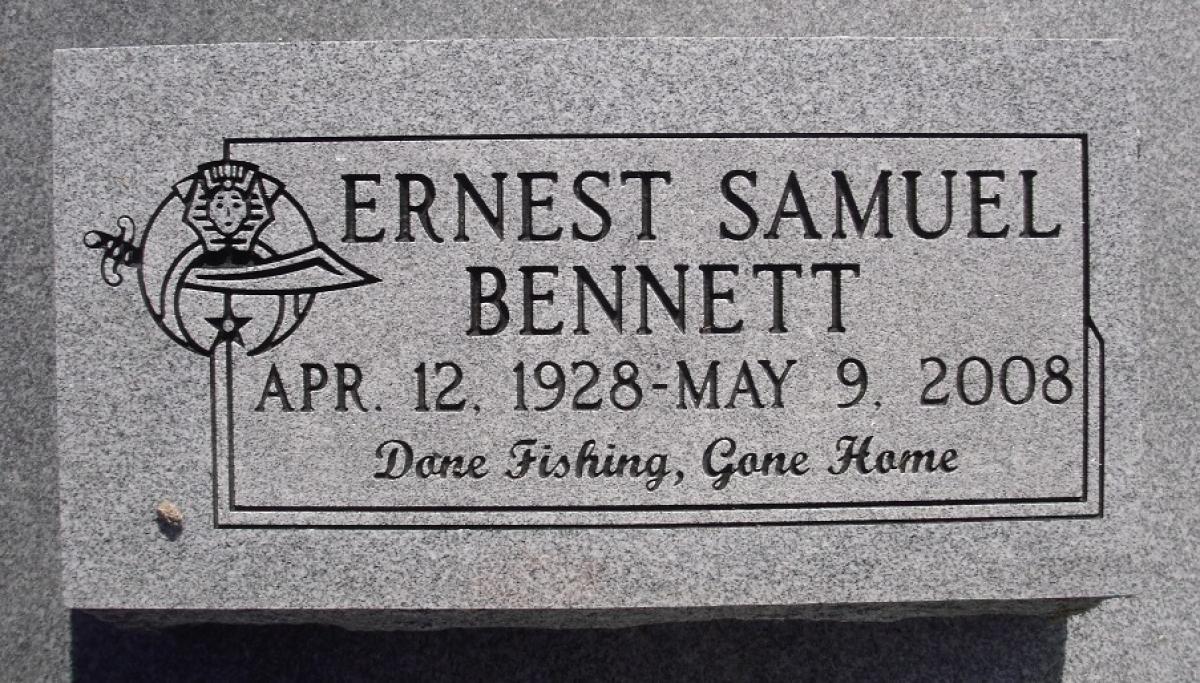 ERNEST SAMUEL
BENNETT
APR. 12, 1928-MAY 9, 2008
Done Fishing, Gone Home